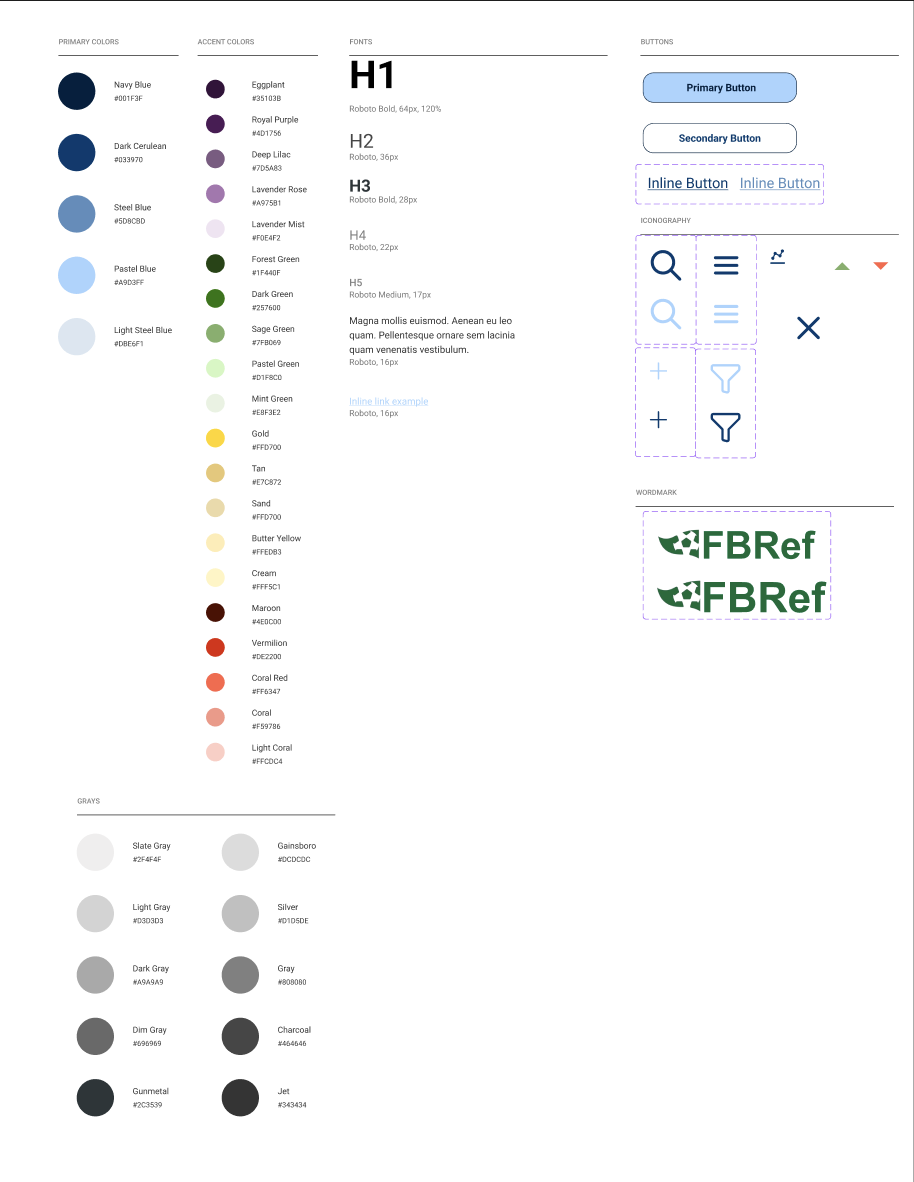 PRIMARY COLORS
Navy Blue
#001F3F
Dark Cerulean
#033970
Steel Blue
#5D8CBD
Pastel Blue
#A9D3FF
Light Steel Blue
#DBE6F1
ACCENT COLORS
Eggplant
#35103B
Royal Purple
#4D1756
Deep Lilac
#7D5A83
Lavender Rose
#A975B1
Lavender Mist
#F0E4F2
Forest Green
#1F440F
Dark Green
#257600
Sage Green
#7FB069
Pastel Green
#D1F8C0
Mint Green
#E8F3E2
Gold
#FFD700
Tan
#E7C872
Sand
#FFD700
Butter Yellow
#FFEDB3
Cream
#FFF5C1
Maroon
#4E0C00
Vermilion
#DE2200
Coral Red
#FF6347
Coral
#F59786
Light Coral
#FFCDC4
FONTS
H1
Roboto Bold, 64px, 120%
H2
Roboto, 36px
H3
Roboto Bold, 28px
H4
Roboto, 22px
H5
Roboto Medium, 17px
Magna mollis euismod. Aenean eu leo
quam. Pellentesque ornare sem lacinia
quam venenatis vestibulum.
Roboto, 16px
Inline link example
Roboto, 16px
BUTTONS
Primary Button
Secondary Button
Inline Button Inline Button
ICONOGRAPHY
WORDMARK
FBRef
FBRef
GRAYS
Slate Gray
#2F4F4F
Light Gray
#D3D3D3
Dark Gray
#A9A9A9
Dim Gray
#696969
Gunmetal
#2C3539
Gainsboro
#DCDCDC
Silver
#D1D5DE
Gray
#808080
Charcoal
#464646
Jet
#343434